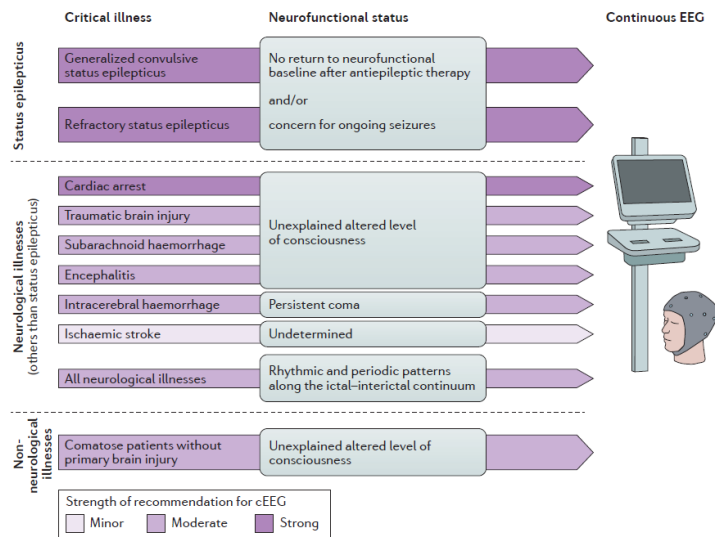 Critical illness
Neurofunctional status
Continuous EEG
Status epilepticus
Generalized convulsive
status epilepticus
No return to neurofunctional
baseline after antiepileptic therapy
and/or
Refractory status epilepticus
concern for ongoing seizures
Neurological illnesses
(others than status epilepticus)
Cardiac arrest
Traumatic brain injury
Unexplained altered level
of consciousness
Subarachnoid haemorrhage
Encephalitis
Intracerebral haemorrhage
Persistent coma
Ischaemic stroke
Undetermined
All neurological illnesses
Rhythmic and periodic patterns
along the ictal–interictal continuum
Non-
neurological
illnesses
Comatose patients without
primary brain injury
Unexplained altered level of
consciousness
Strength of recommendation for cEEG
Minor
Moderate
Strong